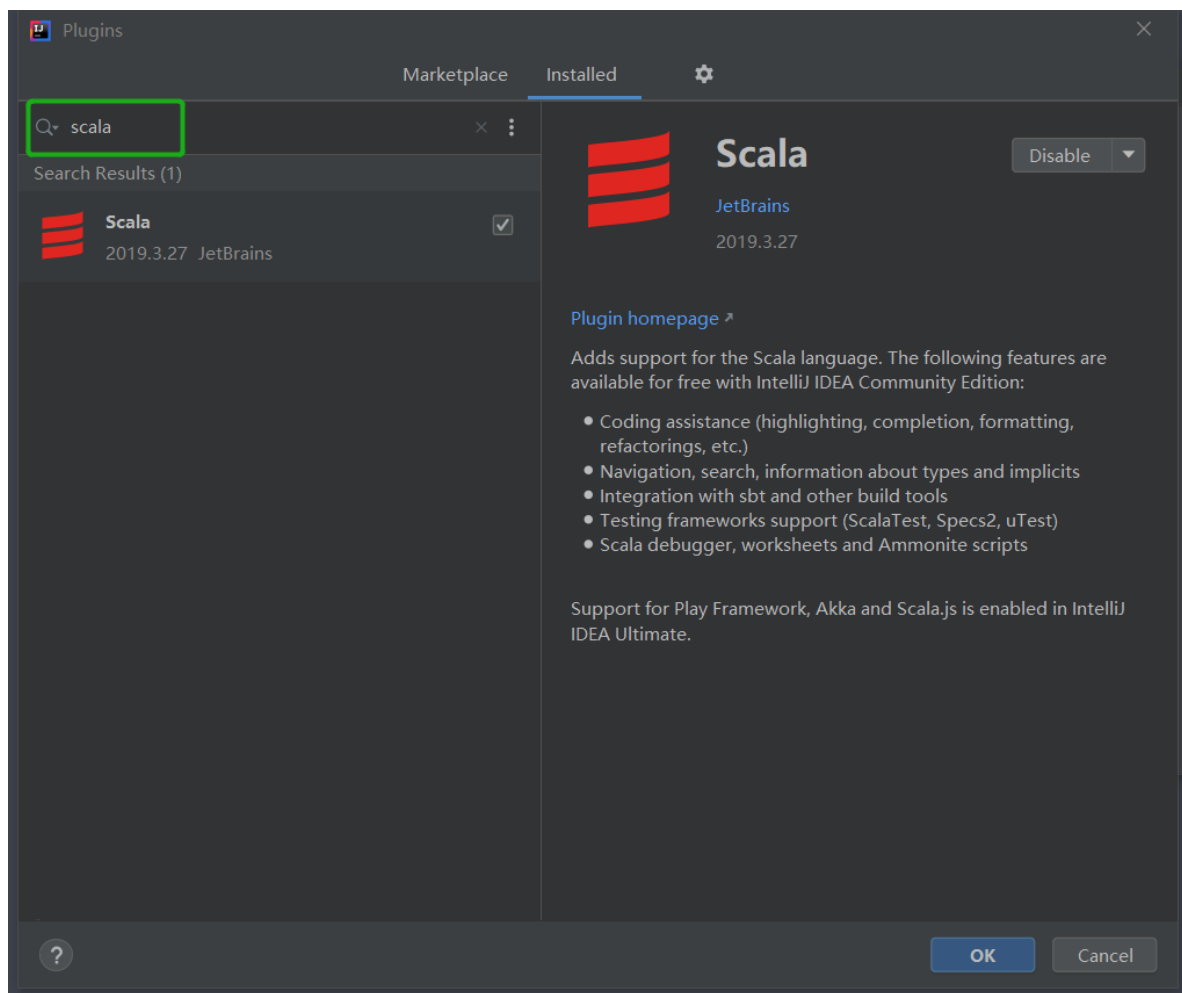 Plugins
Marketplace Installed
scala
Search Results (1)
Scala
2019.3.27 JetBrains
Scala
Disable
JetBrains
2019.3.27
Plugin homepage
Adds support for the Scala language. The following features are
available for free with IntelliJ IDEA Community Edition:
Coding assistance (highlighting, completion, formatting,
refactorings, etc.)
Navigation, search, information about types and implicits
Integration with sbt and other build tools
Testing frameworks support (ScalaTest, Specs2, uTest)
Scala debugger, worksheets and Ammonite scripts
Support for Play Framework, Akka and Scala.js is enabled in IntelliJ
IDEA Ultimate.
?
OK Cancel